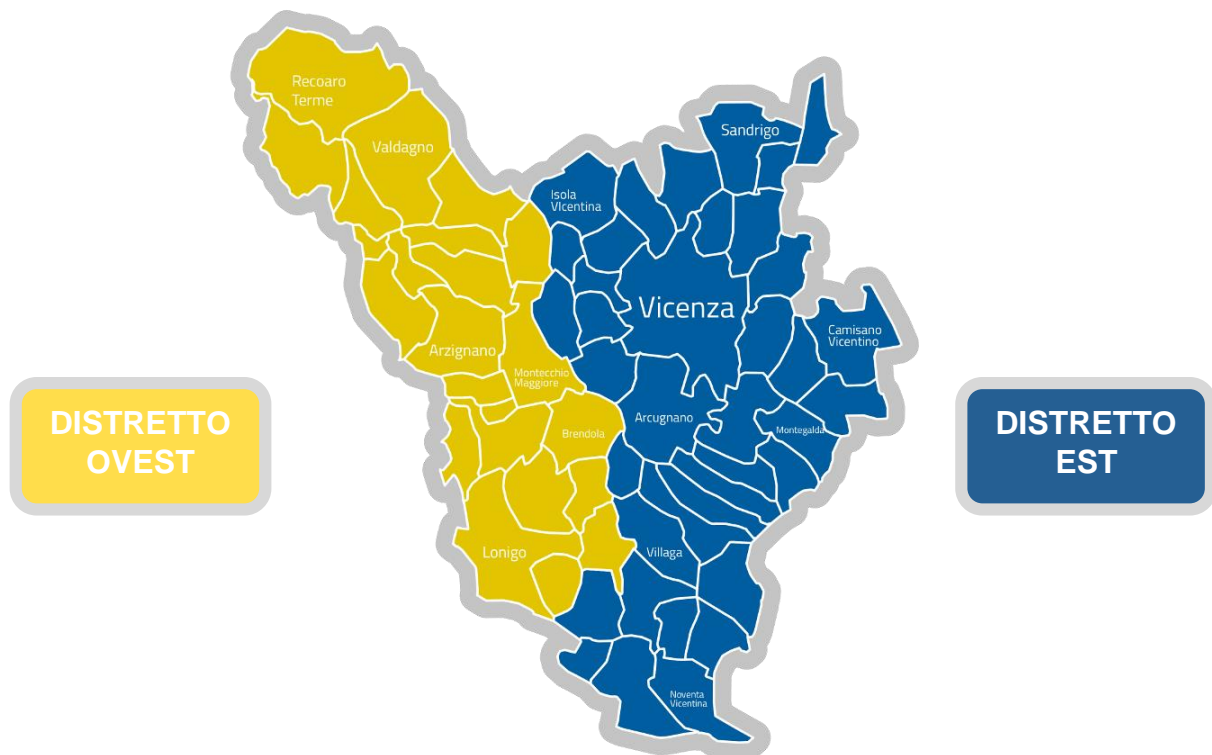 Recoaro
Terme
Valdagno
Sandrigo
Isola
VIcentina
Vicenza
Camisano
Vicentino
Arzignano
Montecchio
Maggiore
DISTRETTO
OVEST
Brendola
Arcugnano
Montegalda
DISTRETTO
EST
Lonigo
Villaga
Noventa
Vicentina